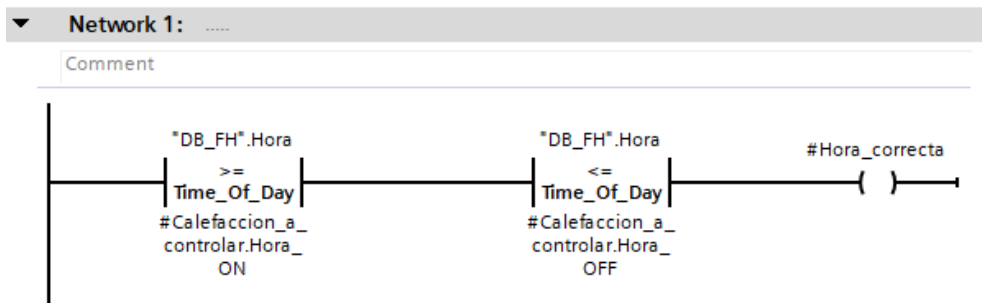 Network 1: .....
Comment
"DB_FH".Hora
>=
Time_Of_Day
#Calefaccion_a_
controlar.Hora_
ON
"DB_FH".Hora
<=
Time_Of_Day
#Calefaccion_a_
controlar.Hora_
OFF
#Hora_correcta